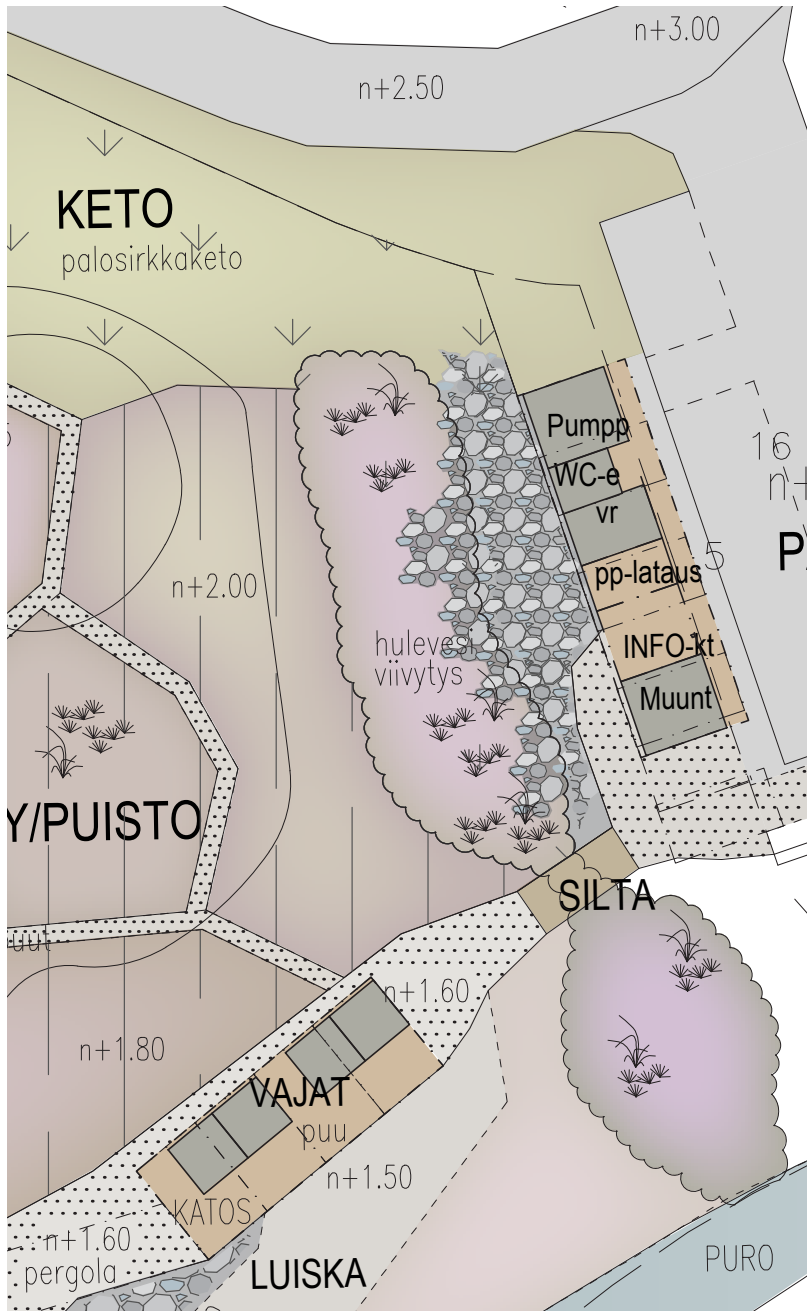 n+3.00
n+2.50
KETO
palosirkkaketo
Pumpp
16
WC-e
n+
vr
P
5
pp-lataus
n+2.00
hulevesi
viivytys
INFO-kt
Muunt
Y/PUISTO
SILTA
n+1.60
n+1.80
VAJAT
puu
n+1.50
KATOS
n+1.60
pergola
LUISKA
PURO